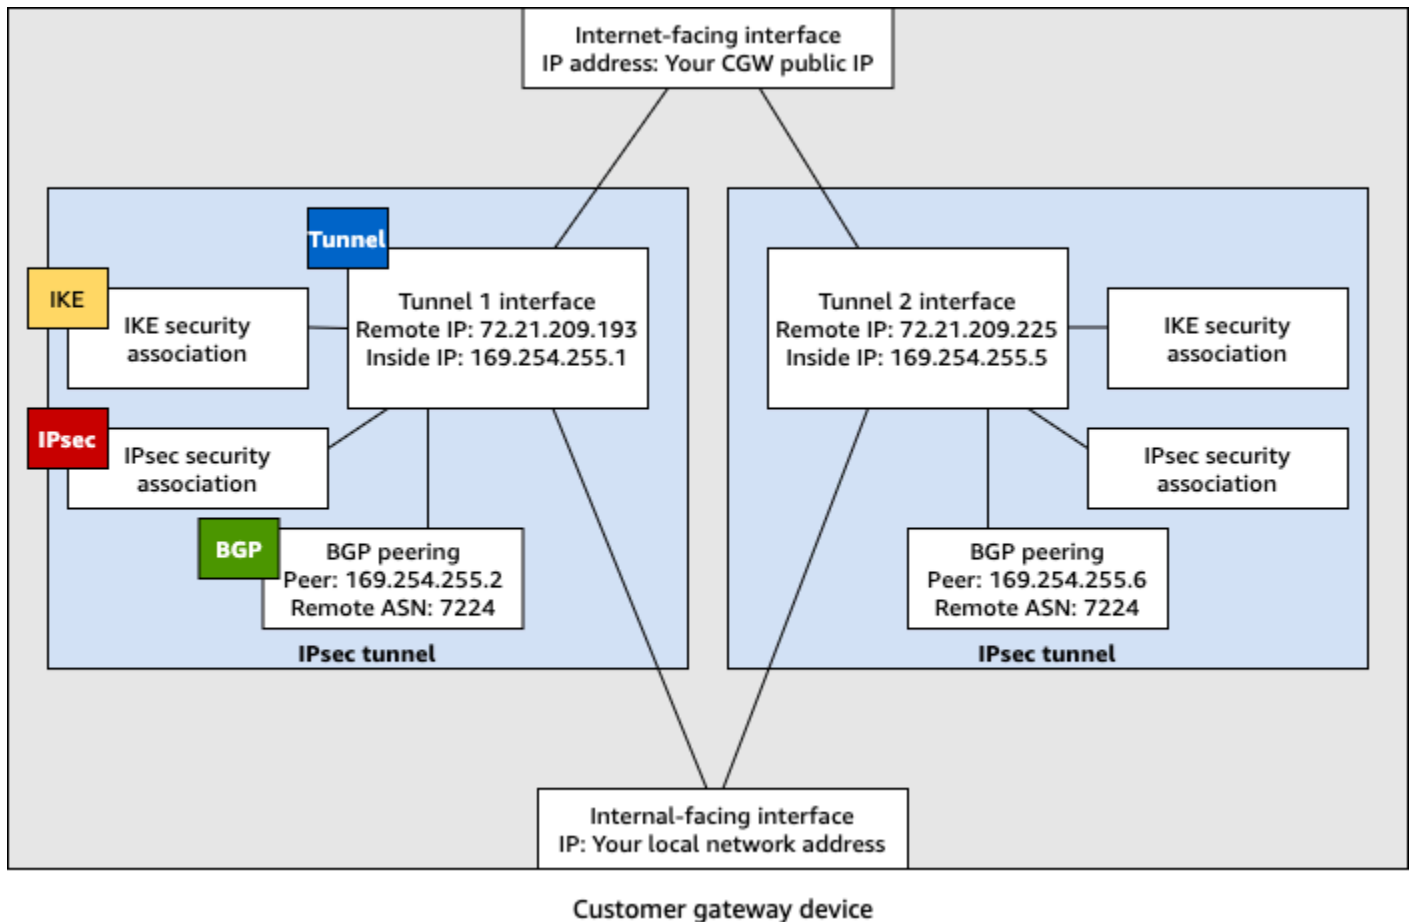 Internet-facing interface
IP address: Your CGW public IP
Tunnel
Tunnel 1 interface
Remote IP: 72.21.209.193
Inside IP: 169.254.255.1
IKE
IKE security
association
IPsec
IPsec security
association
BGP
BGP peering
Peer: 169.254.255.2
Remote ASN: 7224
IPsec tunnel
Tunnel 2 interface
Remote IP: 72.21.209.225
Inside IP: 169.254.255.5
IKE security
association
IPsec security
association
BGP peering
Peer: 169.254.255.6
Remote ASN: 7224
IPsec tunnel
Internal-facing interface
IP: Your local network address
Customer gateway device